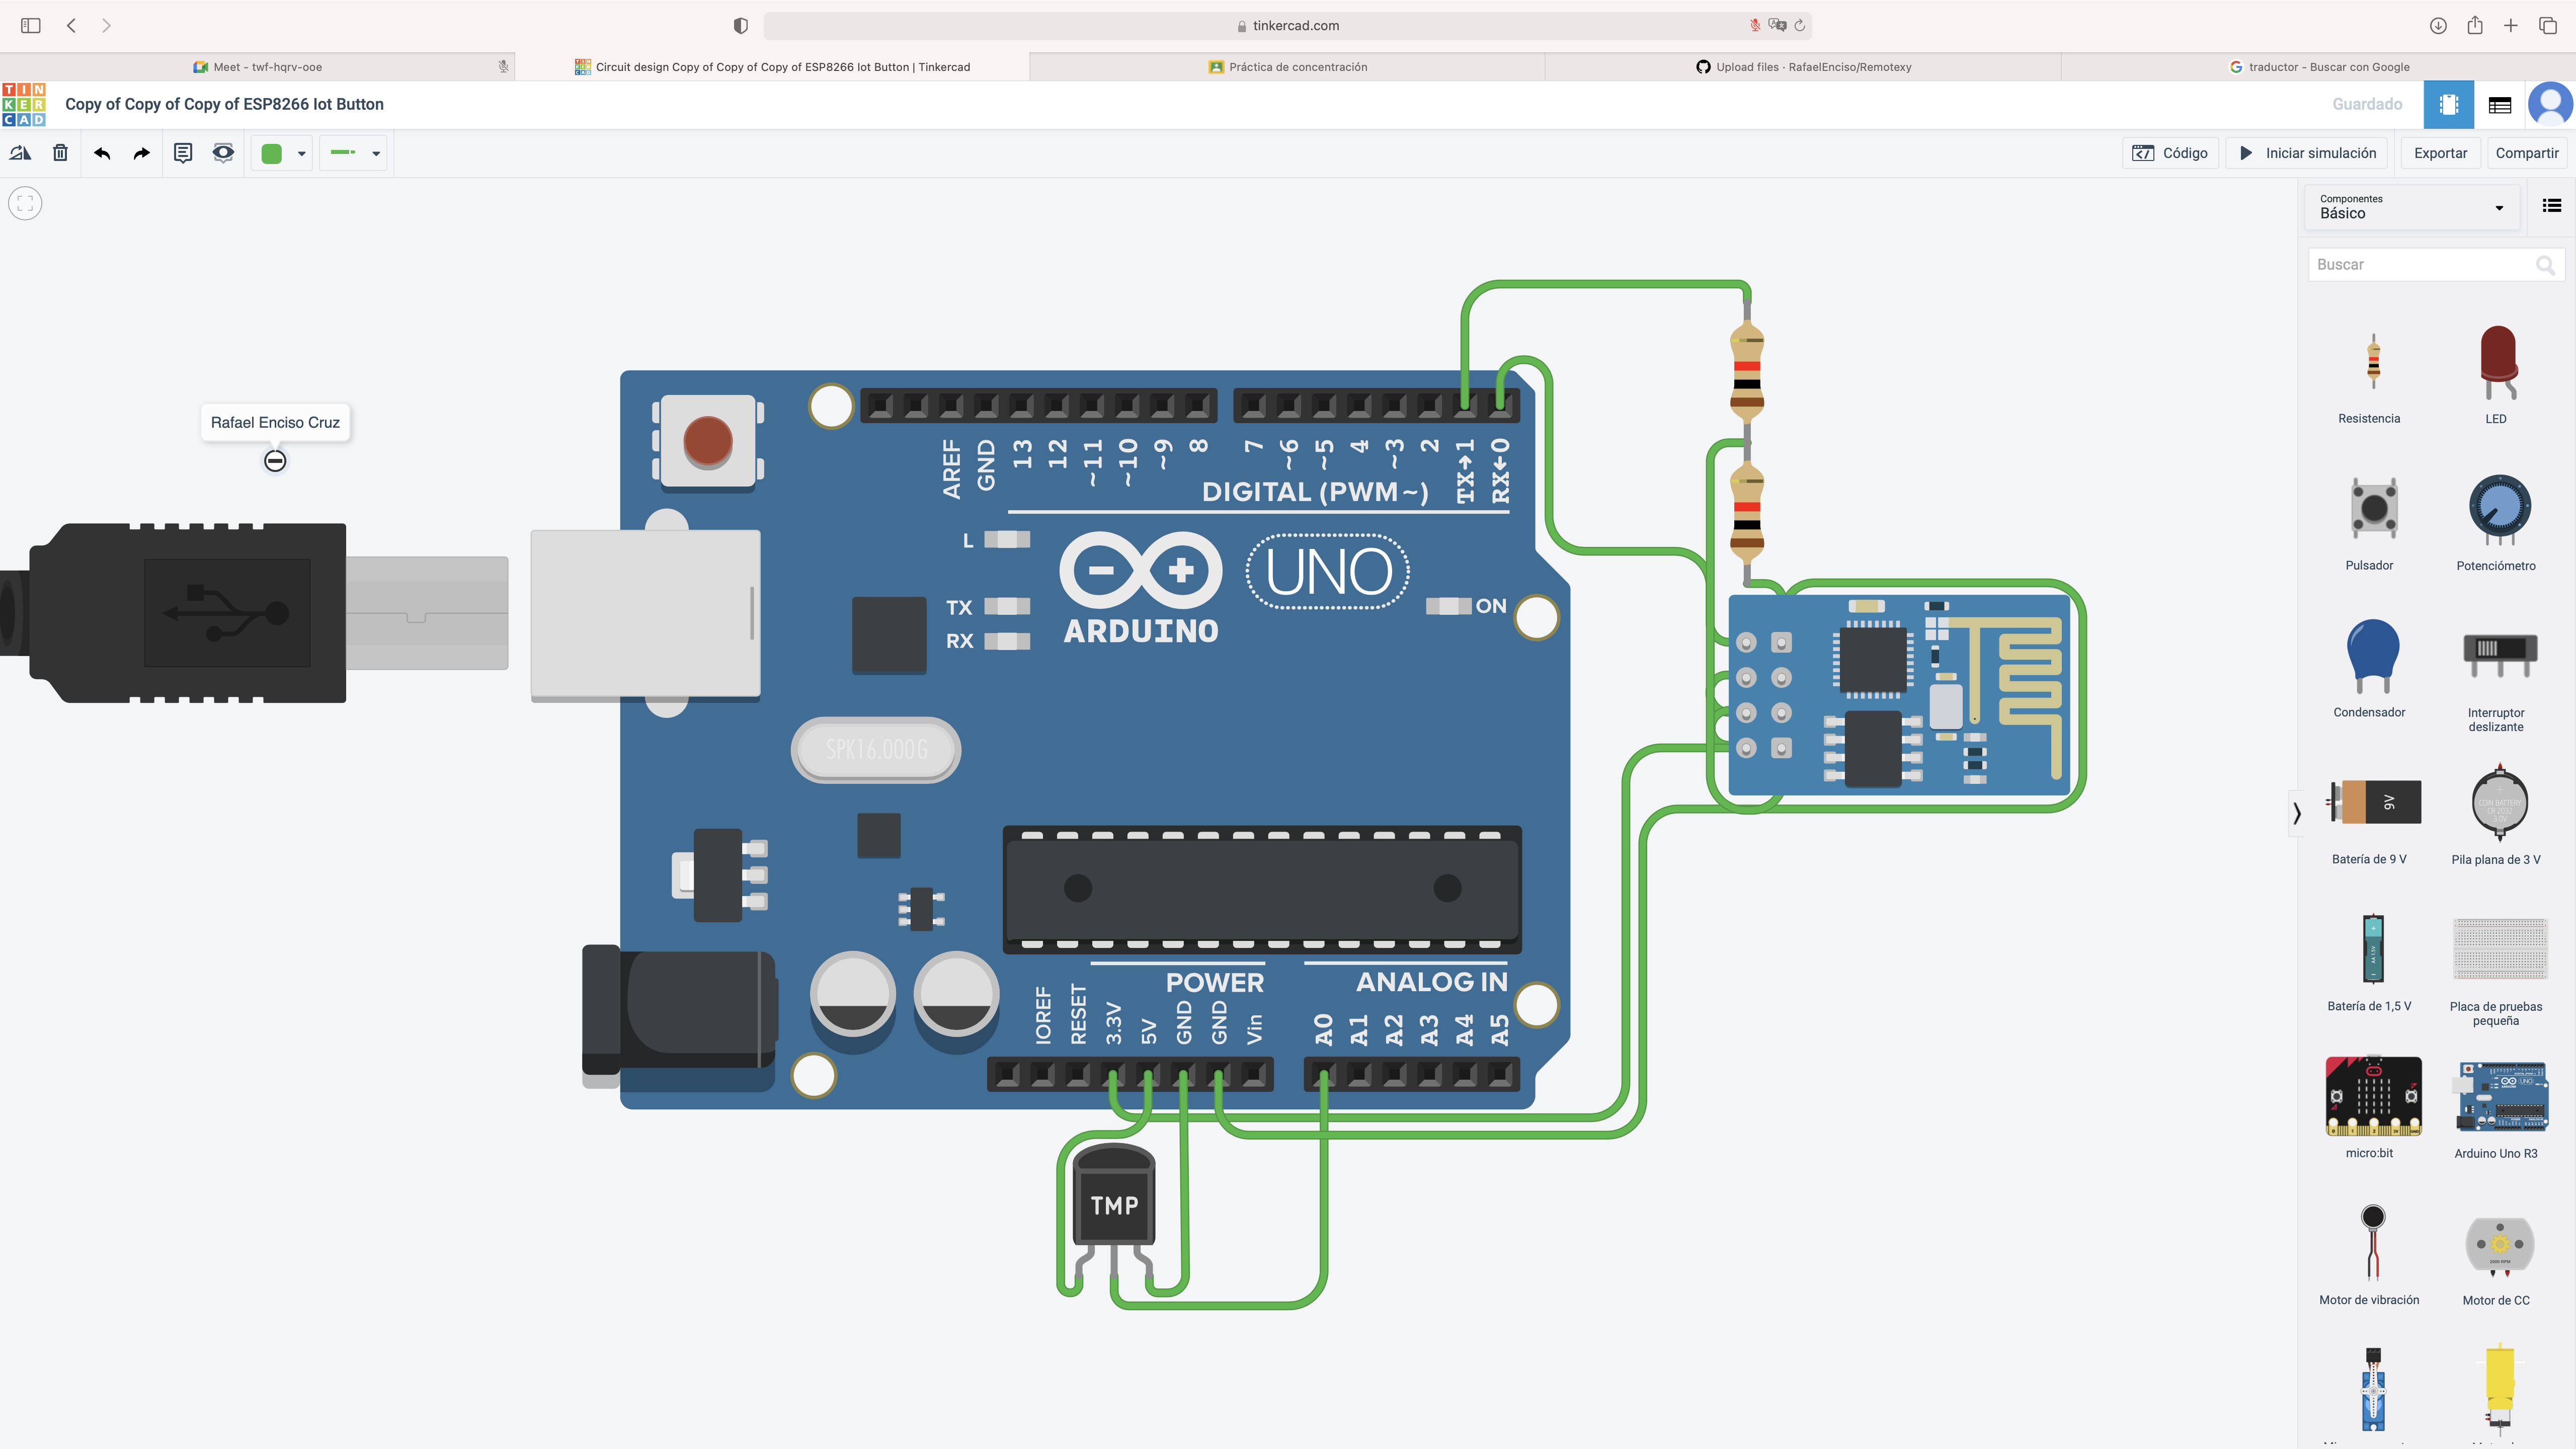 tinkercad.com
Meet - twf-hqrv-ooe
Circuit design Copy of Copy of Copy of ESP8266 Iot Button | Tinkercad
Práctica de concentración
Upload files · RafaelEnciso/Remotexy
traductor - Buscar con Google
TIN
KER
CAD
Copy of Copy of Copy of ESP8266 Iot Button
Guardado
Código
Iniciar simulación
Exportar
Compartir
Componentes
Básico
Buscar
Rafael Enciso Cruz
AREF
GND
13
12
~11
~10
~9
8
7
~6
~5
4
~3
2
TX→1
RX←0
DIGITAL (PWM~)
L
TX
RX
UNO
ARDUINO
ON
SPK16.000G
POWER
ANALOG IN
IOREF
RESET
3.3V
5V
GND
GND
Vin
A0
A1
A2
A3
A4
A5
TMP
Resistencia
LED
Pulsador
Potenciómetro
Condensador
Interruptor
deslizante
9V
COIN BATTERY
CR 2032
3.0V
Batería de 9 V
Pila plana de 3 V
Batería de 1,5 V
Placa de pruebas
pequeña
micro:bit
Arduino Uno R3
Motor de vibración
Motor de CC